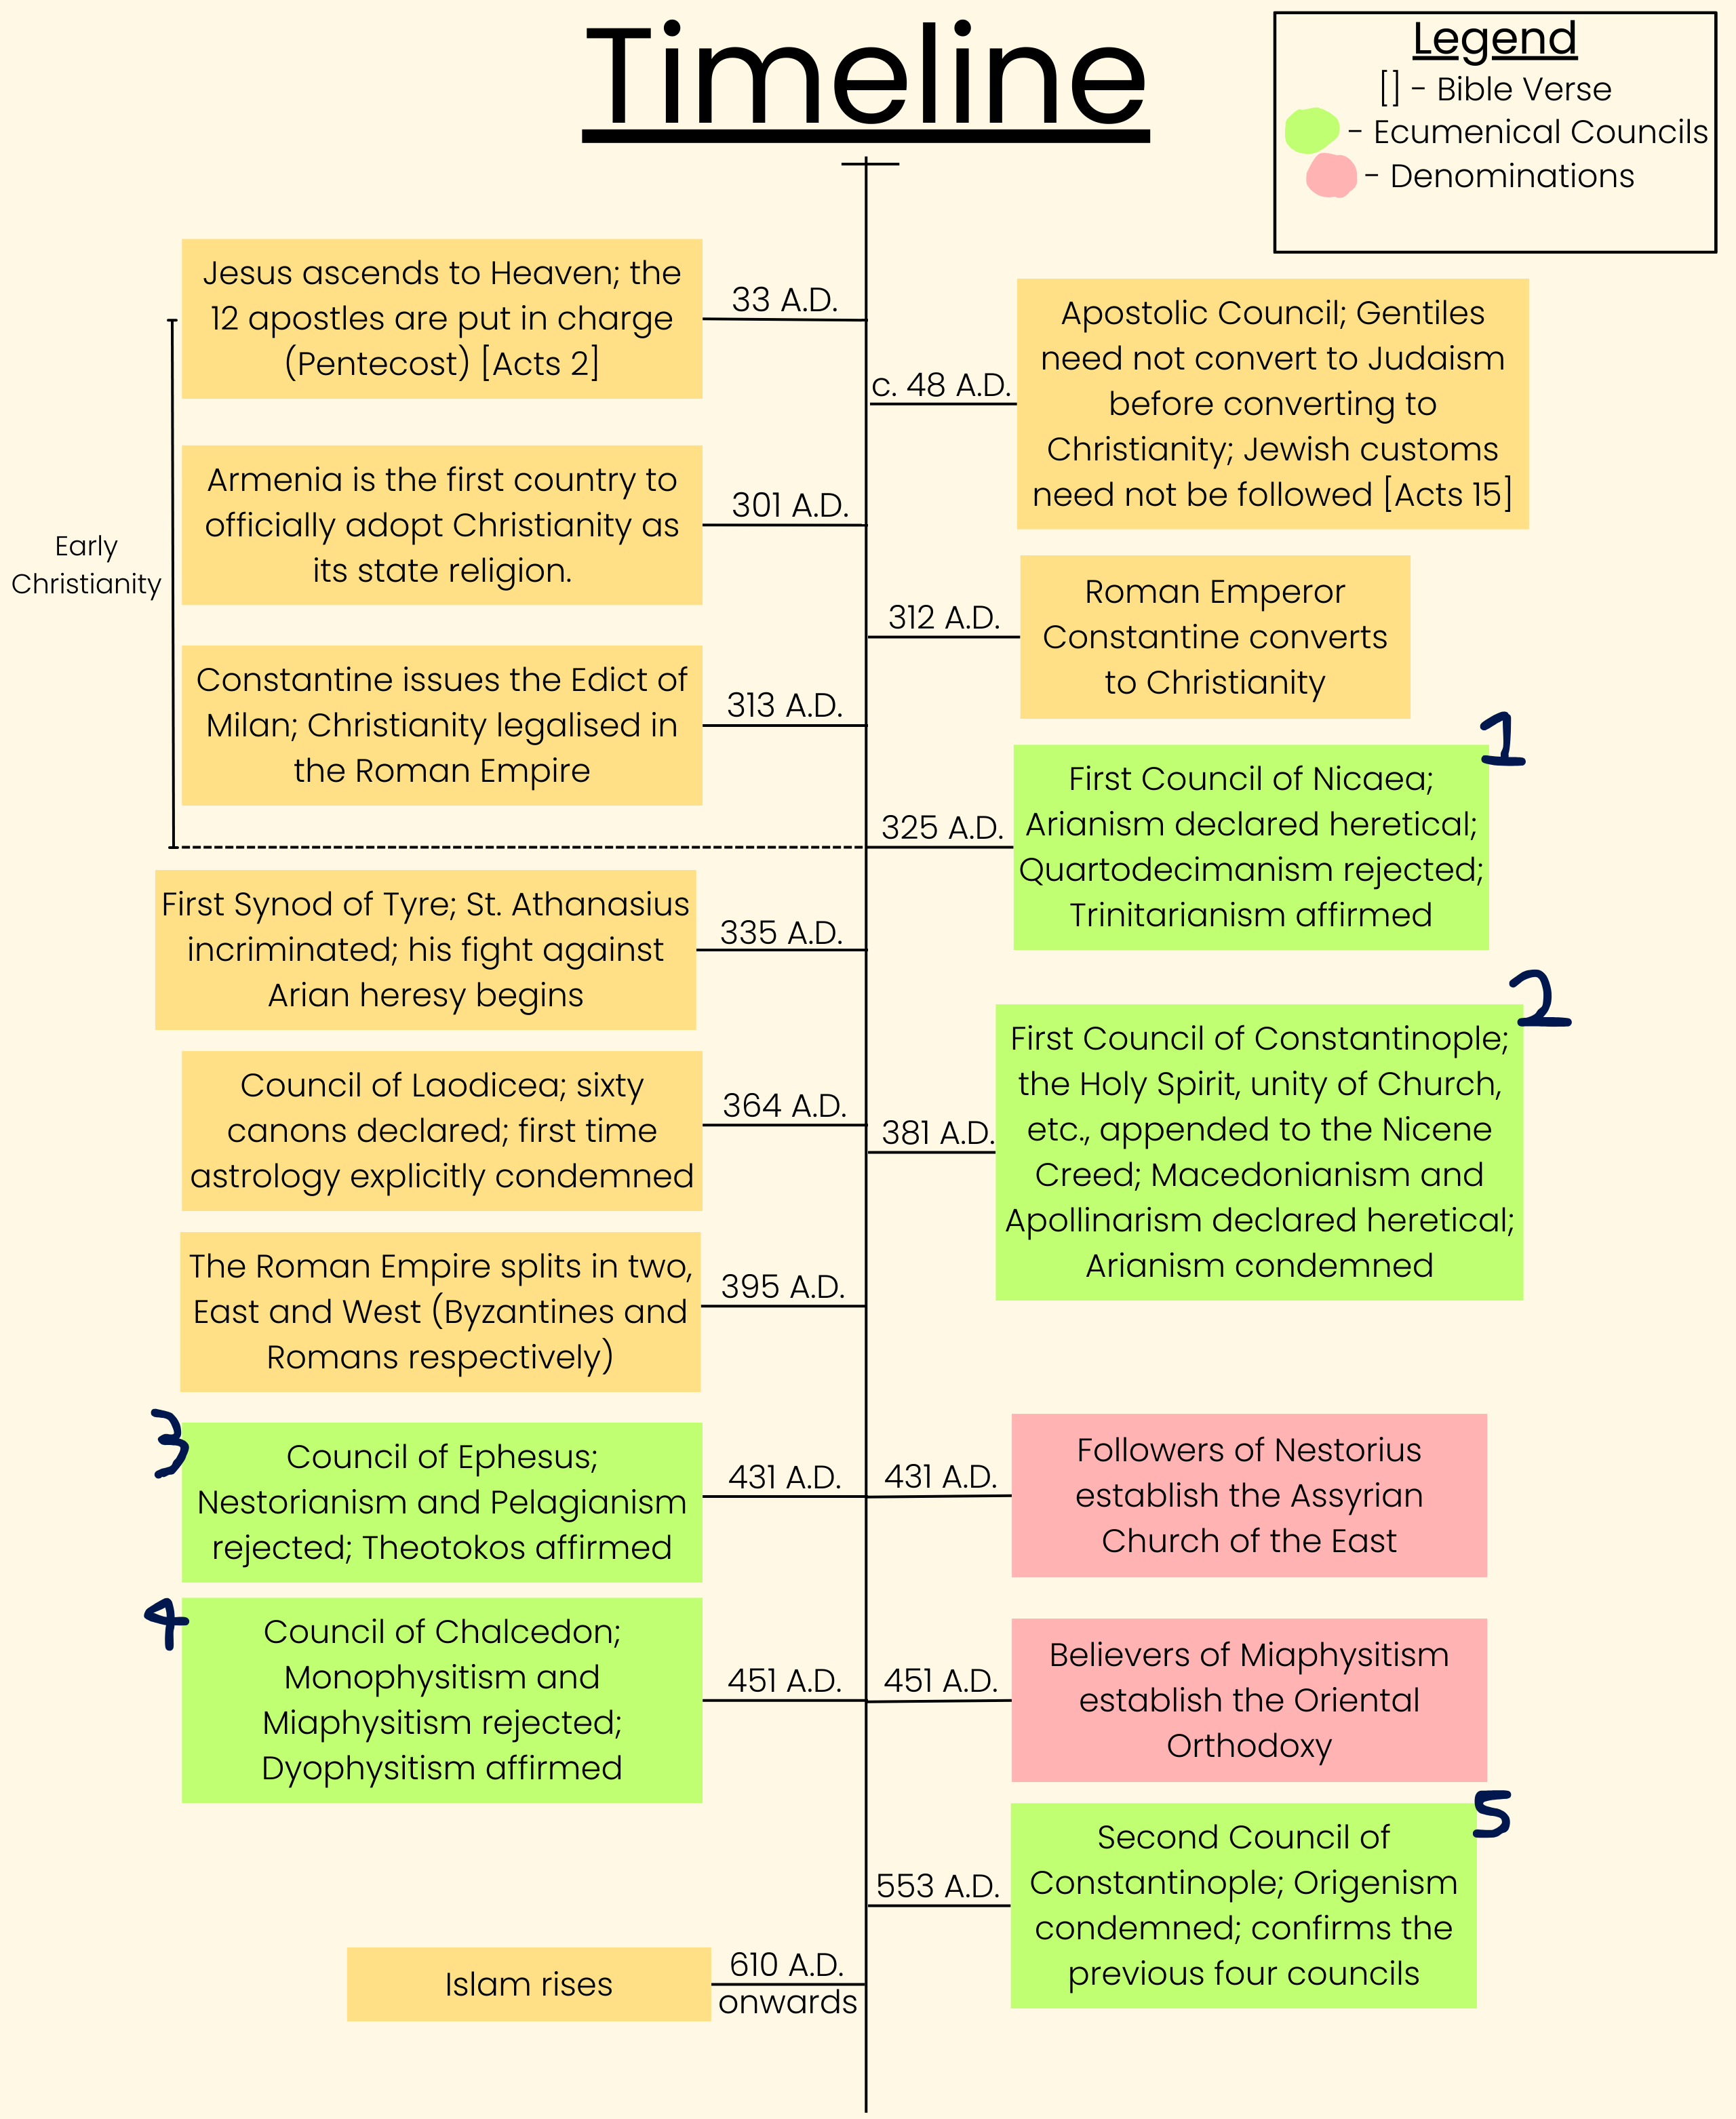 Timeline
Legend
[] - Bible Verse
- Ecumenical Councils
- Denominations
Jesus ascends to Heaven; the
12 apostles are put in charge
(Pentecost) [Acts 2]
33 A.D.
c. 48 A.D.
Apostolic Council; Gentiles
need not convert to Judaism
before converting to
Christianity; Jewish customs
need not be followed [Acts 15]
Early
Christianity
Armenia is the first country to
officially adopt Christianity as
its state religion.
301 A.D.
312 A.D.
Roman Emperor
Constantine converts
to Christianity
Constantine issues the Edict of
Milan; Christianity legalised in
the Roman Empire
313 A.D.
325 A.D.
1
First Council of Nicaea;
Arianism declared heretical;
Quartodecimanism rejected;
Trinitarianism affirmed
First Synod of Tyre; St. Athanasius
incriminated; his fight against
Arian heresy begins
335 A.D.
Council of Laodicea; sixty
canons declared; first time
astrology explicitly condemned
364 A.D.
381 A.D.
2
First Council of Constantinople;
the Holy Spirit, unity of Church,
etc., appended to the Nicene
Creed; Macedonianism and
Apollinarism declared heretical;
Arianism condemned
The Roman Empire splits in two,
East and West (Byzantines and
Romans respectively)
395 A.D.
3
Council of Ephesus;
Nestorianism and Pelagianism
rejected; Theotokos affirmed
431 A.D.
431 A.D.
Followers of Nestorius
establish the Assyrian
Church of the East
4
Council of Chalcedon;
Monophysitism and
Miaphysitism rejected;
Dyophysitism affirmed
451 A.D.
451 A.D.
Believers of Miaphysitism
establish the Oriental
Orthodoxy
553 A.D.
5
Second Council of
Constantinople; Origenism
condemned; confirms the
previous four councils
Islam rises
610 A.D.
onwards